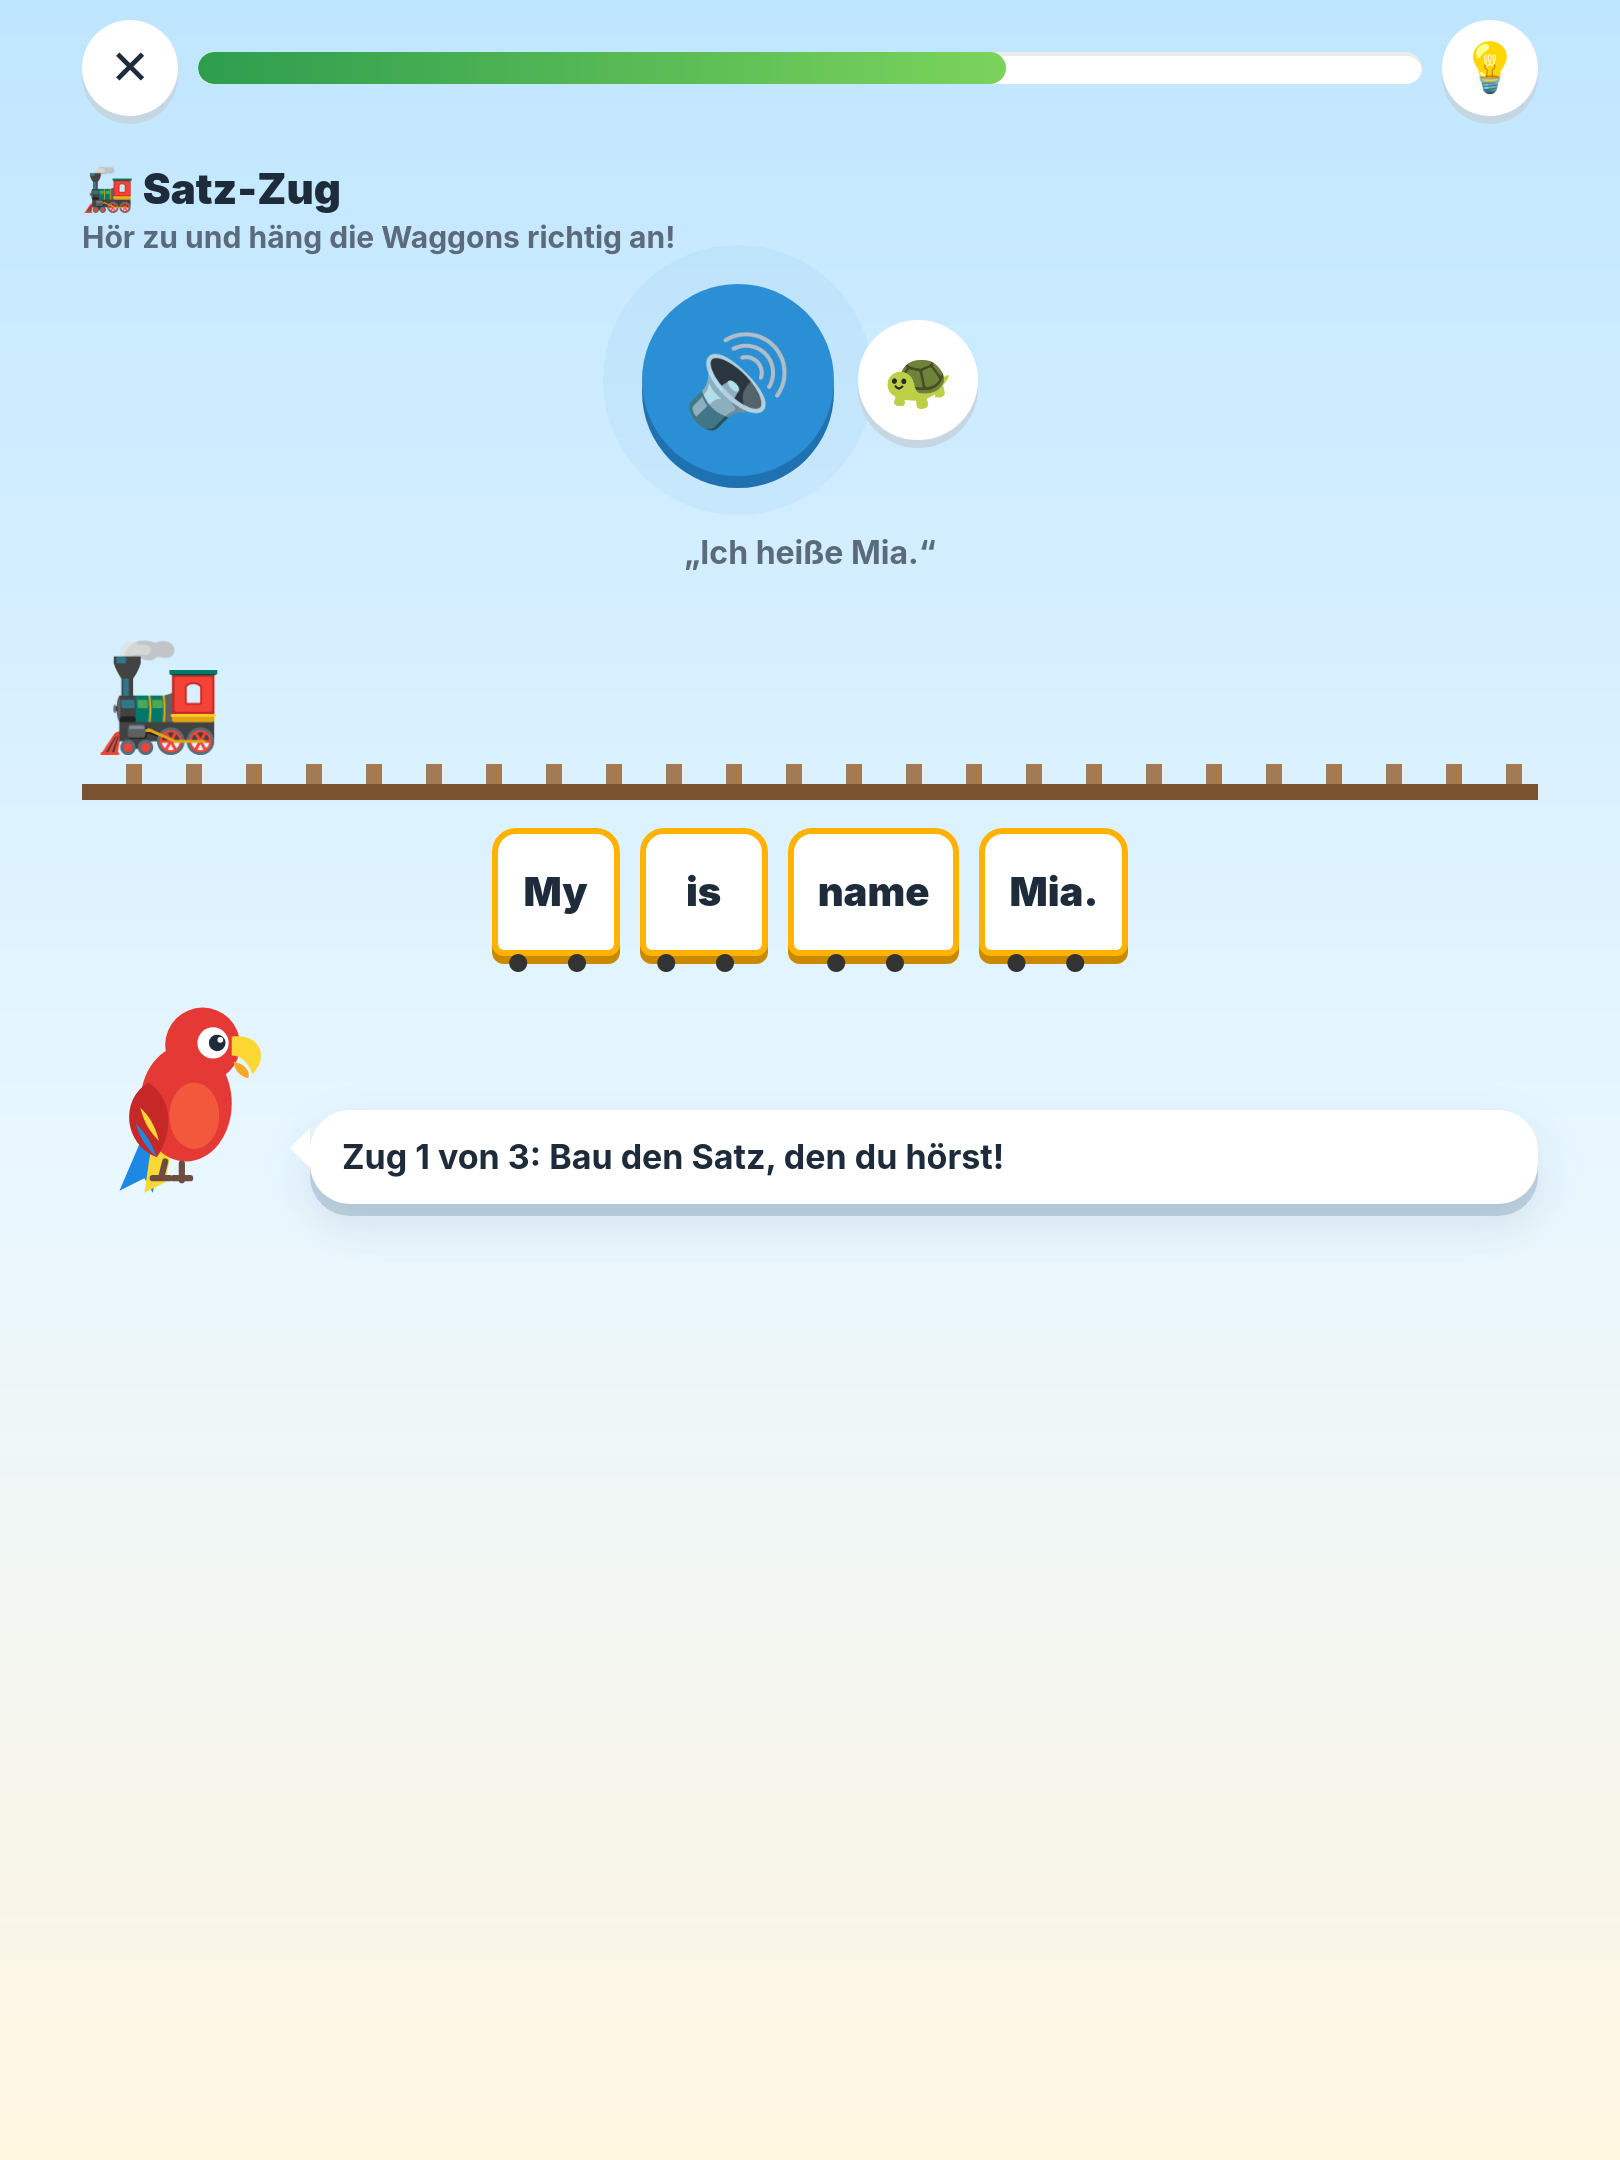 Satz-Zug
Hör zu und häng die Waggons richtig an!
„Ich heiße Mia.“
My is name Mia.
Zug 1 von 3: Bau den Satz, den du hörst!